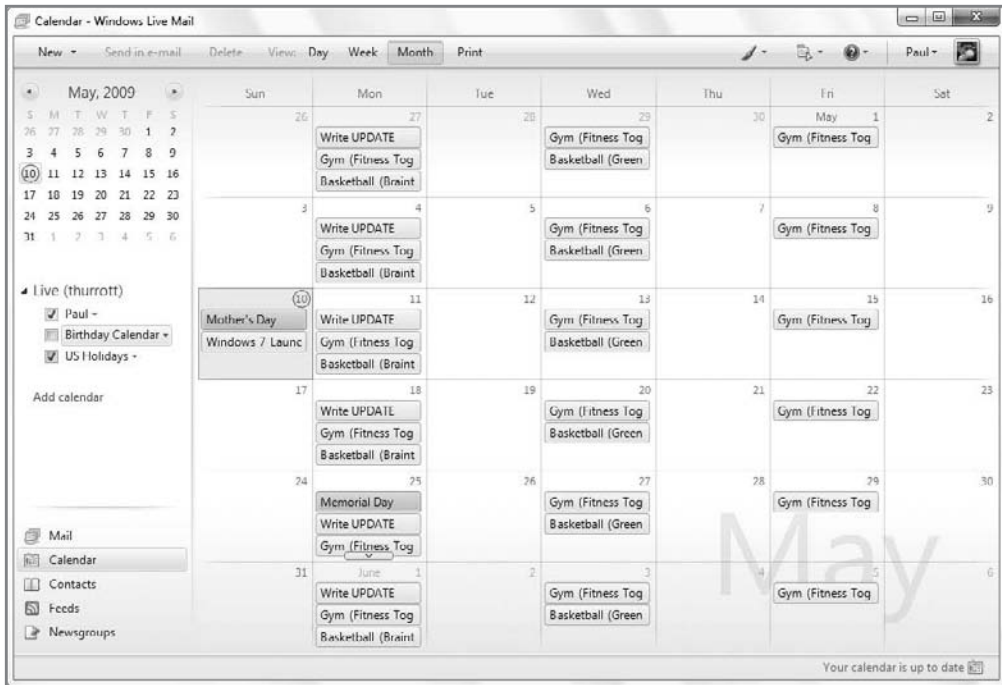 Calendar - Windows Live Mail
New Send in e-mail Delete View: Day Week Month Print Paul
May, 2009
S M T W T F S
26 27 28 29 30 1 2
3 4 5 6 7 8 9
10 11 12 13 14 15 16
17 18 19 20 21 22 23
24 25 26 27 28 29 30
31 1 2 3 4 5 6
Live (thurrott)
Paul
Birthday Calendar
US Holidays
Add calendar
Mail
Calendar
Contacts
Feeds
Newsgroups
Sun Mon Tue Wed Thu Fri Sat
26 27 28 29 30 May 1 2
Write UPDATE Gym (Fitness Tog Gym (Fitness Tog
Gym (Fitness Tog Basketball (Green
Basketball (Braint
3 4 5 6 7 8 9
Write UPDATE Gym (Fitness Tog Gym (Fitness Tog
Gym (Fitness Tog Basketball (Green
Basketball (Braint
10 11 12 13 14 15 16
Mother's Day Write UPDATE Gym (Fitness Tog Gym (Fitness Tog
Windows 7 Launc Gym (Fitness Tog Basketball (Green
Basketball (Braint
17 18 19 20 21 22 23
Write UPDATE Gym (Fitness Tog Gym (Fitness Tog
Gym (Fitness Tog Basketball (Green
Basketball (Braint
24 25 26 27 28 29 30
Memorial Day Gym (Fitness Tog Gym (Fitness Tog
Write UPDATE Basketball (Green
Gym (Fitness Tog
May
31 June 1 2 3 4 5 6
Write UPDATE Gym (Fitness Tog Gym (Fitness Tog
Gym (Fitness Tog Basketball (Green
Basketball (Braint
Your calendar is up to date